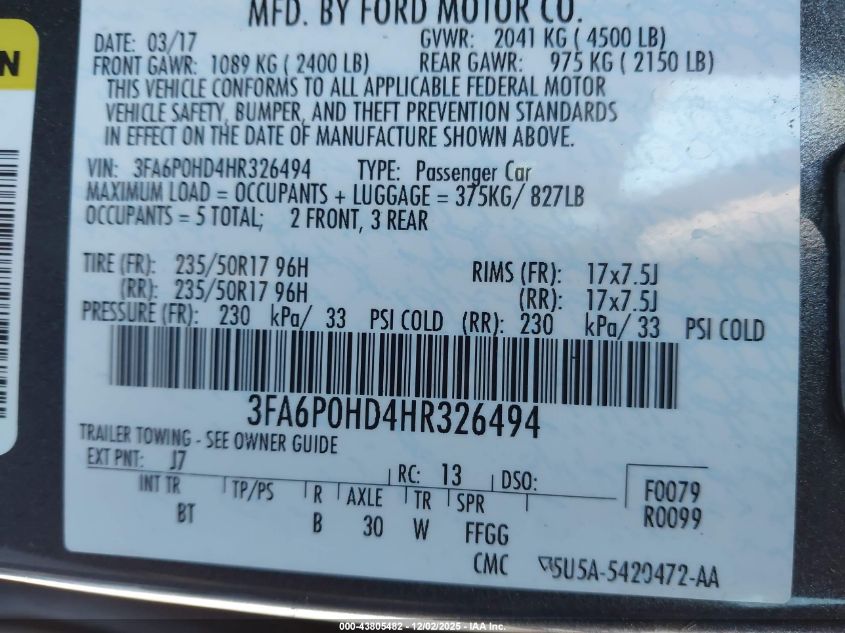 MFD. BY FORD MOTOR CO.
DATE: 03/17 GVWR: 2041 KG ( 4500 LB)
FRONT GAWR: 1089 KG ( 2400 LB) REAR GAWR: 975 KG ( 2150 LB)
THIS VEHICLE CONFORMS TO ALL APPLICABLE FEDERAL MOTOR
VEHICLE SAFETY, BUMPER, AND THEFT PREVENTION STANDARDS
IN EFFECT ON THE DATE OF MANUFACTURE SHOWN ABOVE.
VIN: 3FA6P0HD4HR326494 TYPE: Passenger Car
MAXIMUM LOAD = OCCUPANTS + LUGGAGE = 375KG/ 827LB
OCCUPANTS = 5 TOTAL; 2 FRONT, 3 REAR
TIRE (FR): 235/50R17 96H RIMS (FR): 17x7.5J
(RR): 235/50R17 96H (RR): 17x7.5J
PRESSURE (FR): 230 kPa/ 33 PSI COLD (RR): 230 kPa/ 33 PSI COLD
3FA6P0HD4HR326494
TRAILER TOWING - SEE OWNER GUIDE
EXT PNT: J7 RC: 13 DSO:
INT TR TP/PS R AXLE TR SPR F0079
BT B 30 W FFGG R0099
CMC 5U5A-5420472-AA
N
000-43805482 - 12/02/2025 - IAA Inc.